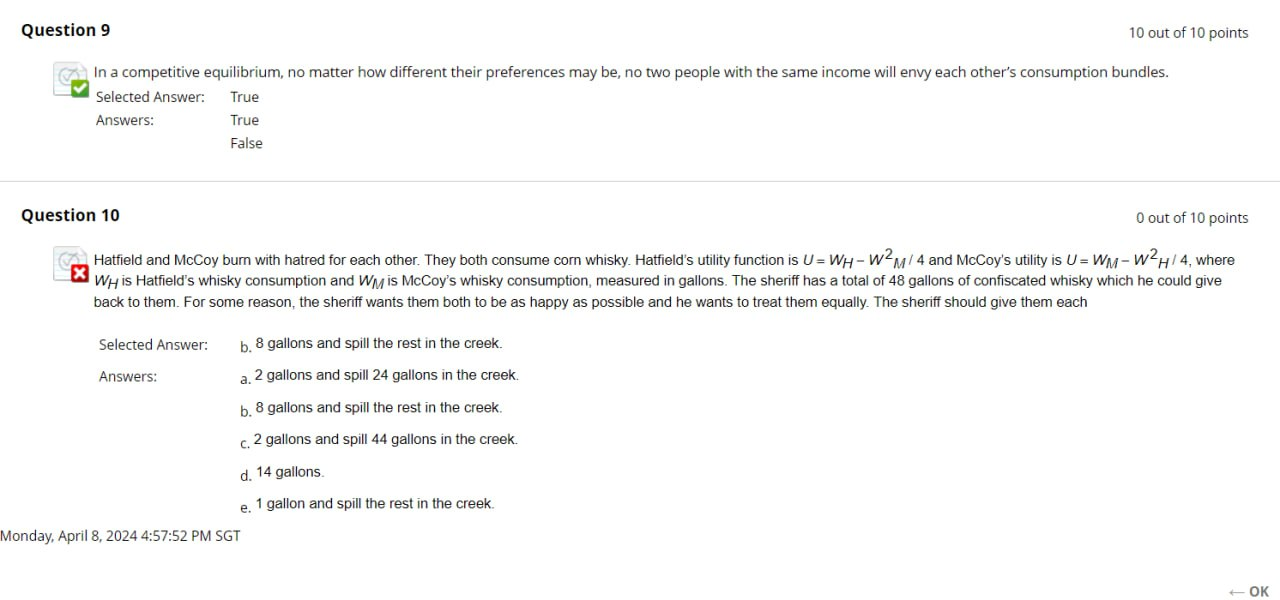 Question 9
10 out of 10 points
In a competitive equilibrium, no matter how different their preferences may be, no two people with the same income will envy each other's consumption bundles.
Selected Answer: True
Answers: True
False
Question 10
0 out of 10 points
Hatfield and McCoy burn with hatred for each other. They both consume corn whisky. Hatfield's utility function is U = WH – W²M / 4 and McCoy's utility is U = WM – W²H / 4, where
WH is Hatfield's whisky consumption and WM is McCoy's whisky consumption, measured in gallons. The sheriff has a total of 48 gallons of confiscated whisky which he could give
back to them. For some reason, the sheriff wants them both to be as happy as possible and he wants to treat them equally. The sheriff should give them each
Selected Answer: b. 8 gallons and spill the rest in the creek.
Answers: a. 2 gallons and spill 24 gallons in the creek.
b. 8 gallons and spill the rest in the creek.
c. 2 gallons and spill 44 gallons in the creek.
d. 14 gallons.
e. 1 gallon and spill the rest in the creek.
Monday, April 8, 2024 4:57:52 PM SGT
← OK